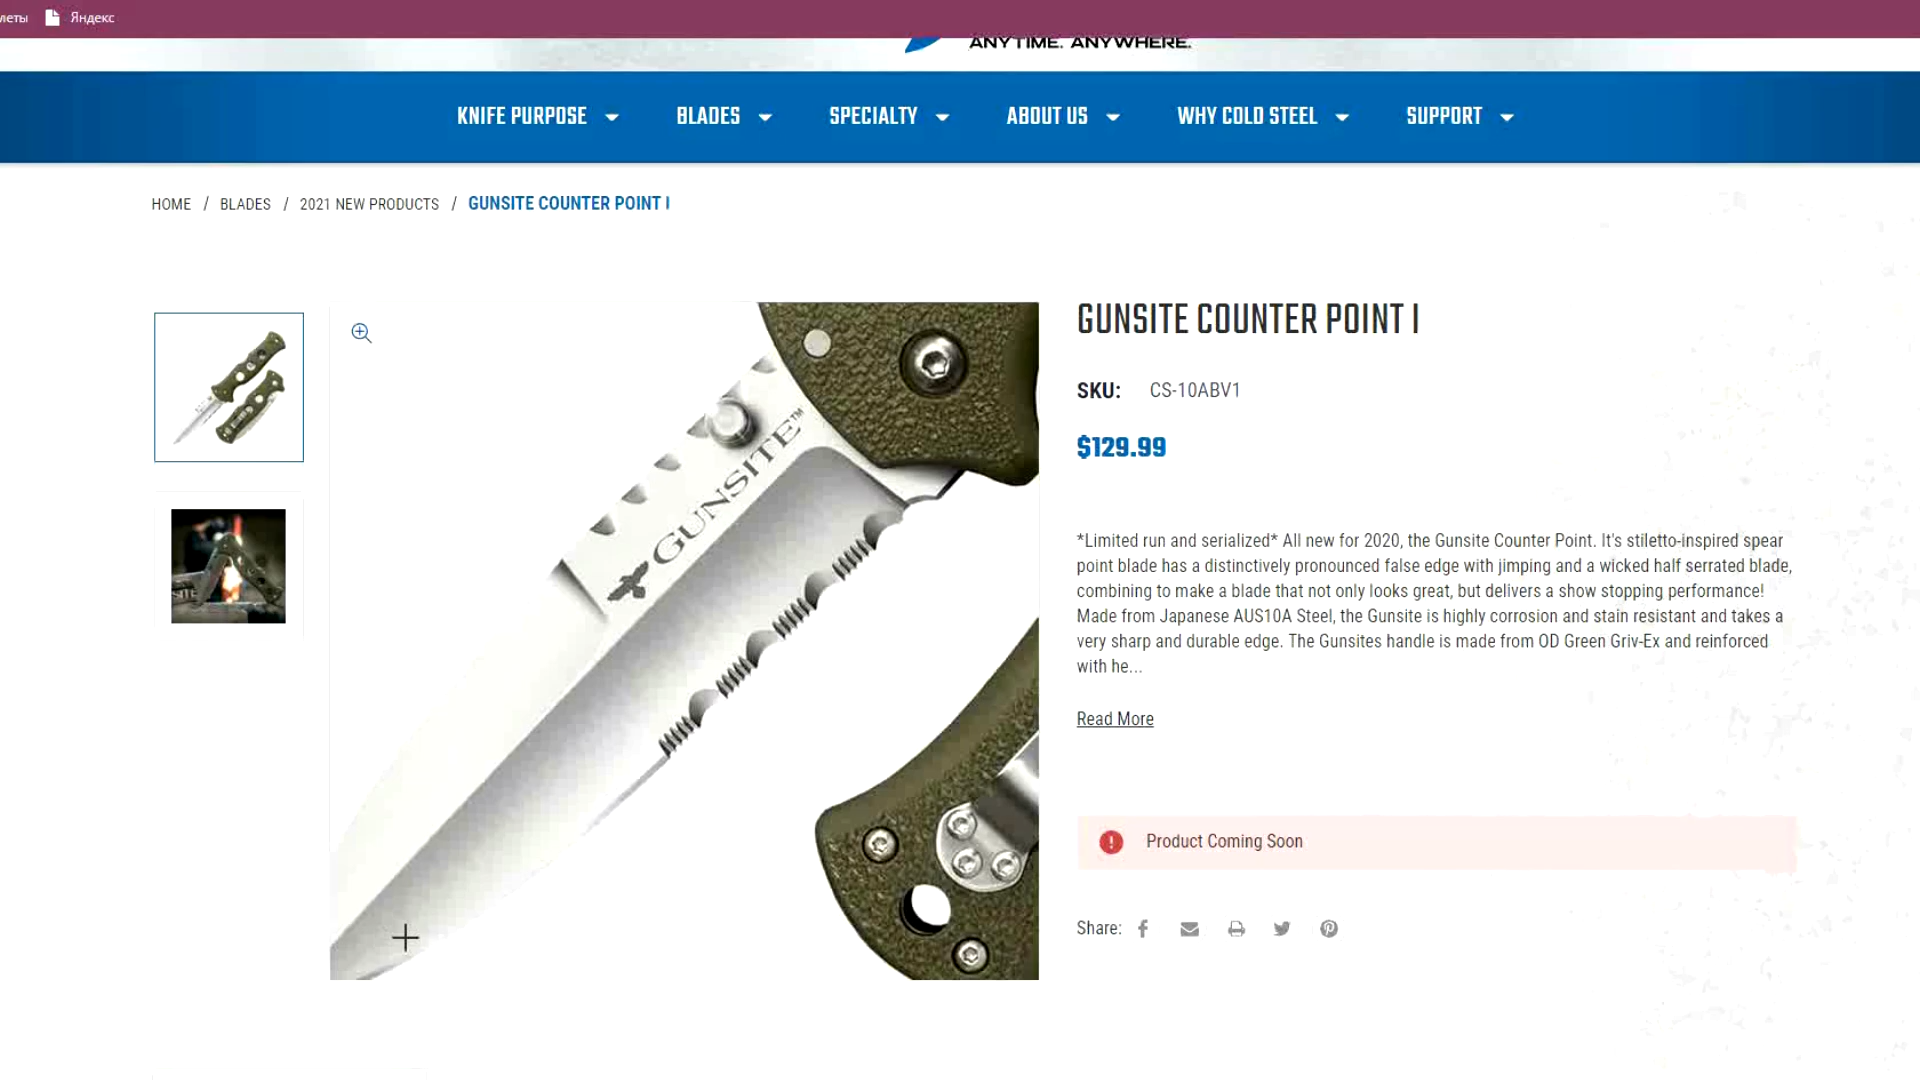 Яндекс
ANYTIME. ANYWHERE.
KNIFE PURPOSE BLADES SPECIALTY ABOUT US WHY COLD STEEL SUPPORT
HOME / BLADES / 2021 NEW PRODUCTS / GUNSITE COUNTER POINT I
GUNSITE COUNTER POINT I
SKU: CS-10ABV1
$129.99
GUNSITE™
*Limited run and serialized* All new for 2020, the Gunsite Counter Point. It's stiletto-inspired spear
point blade has a distinctively pronounced false edge with jimping and a wicked half serrated blade,
combining to make a blade that not only looks great, but delivers a show stopping performance!
Made from Japanese AUS10A Steel, the Gunsite is highly corrosion and stain resistant and takes a
very sharp and durable edge. The Gunsites handle is made from OD Green Griv-Ex and reinforced
with he...
Read More
Product Coming Soon
Share: